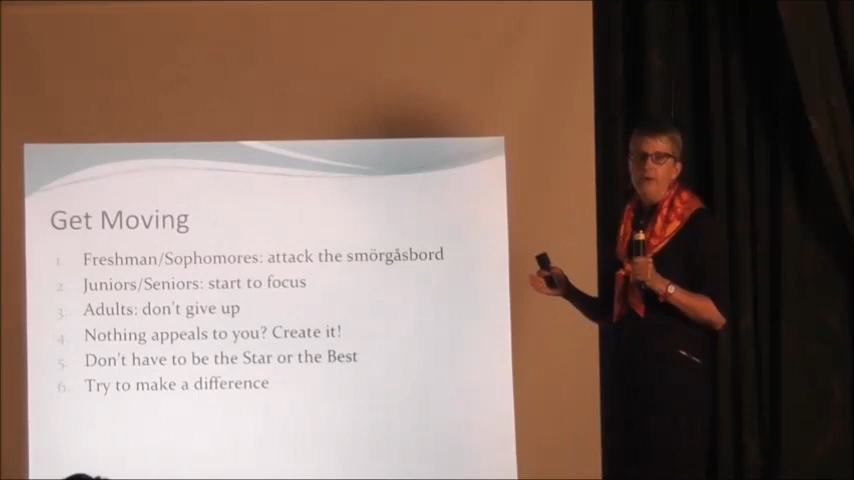 Get Moving
1. Freshman/Sophomores: attack the smörgåsbord
2. Juniors/Seniors: start to focus
3. Adults: don't give up
4. Nothing appeals to you? Create it!
5. Don't have to be the Star or the Best
6. Try to make a difference